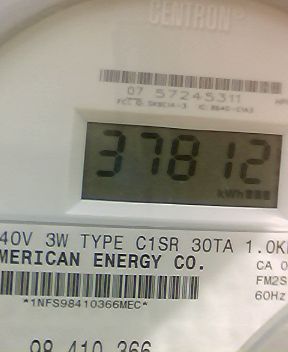 CENTRON®
07 57245311
37812
kWh
40V 3W TYPE C1SR 30TA 1.0K
MERICAN ENERGY CO.
CA 0
FM2S
60Hz
*1NFS98410366MEC*
98 410 366